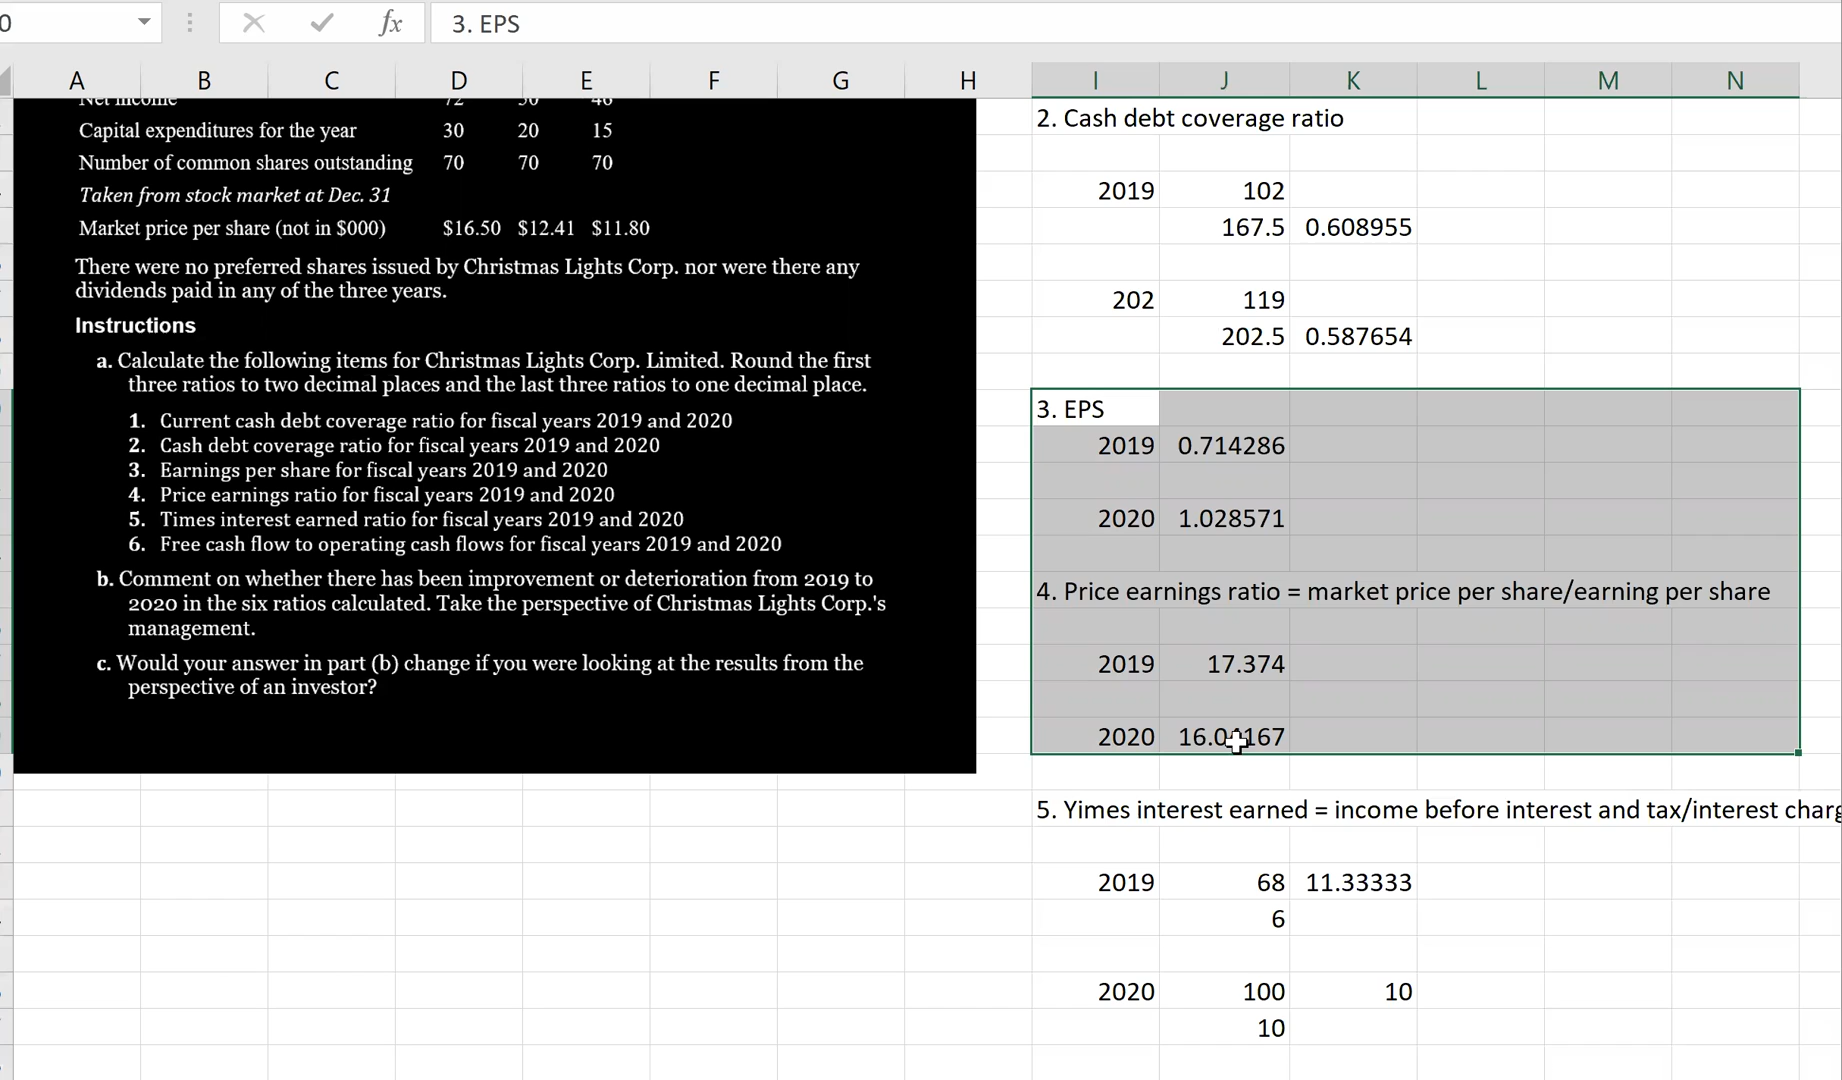 0 fx 3. EPS
A B C D E F G H I J K L M N
Net income 72 50 46
Capital expenditures for the year 30 20 15
Number of common shares outstanding 70 70 70
Taken from stock market at Dec. 31
Market price per share (not in $000) $16.50 $12.41 $11.80
There were no preferred shares issued by Christmas Lights Corp. nor were there any
dividends paid in any of the three years.
Instructions
a. Calculate the following items for Christmas Lights Corp. Limited. Round the first
three ratios to two decimal places and the last three ratios to one decimal place.
1. Current cash debt coverage ratio for fiscal years 2019 and 2020
2. Cash debt coverage ratio for fiscal years 2019 and 2020
3. Earnings per share for fiscal years 2019 and 2020
4. Price earnings ratio for fiscal years 2019 and 2020
5. Times interest earned ratio for fiscal years 2019 and 2020
6. Free cash flow to operating cash flows for fiscal years 2019 and 2020
b. Comment on whether there has been improvement or deterioration from 2019 to
2020 in the six ratios calculated. Take the perspective of Christmas Lights Corp.'s
management.
c. Would your answer in part (b) change if you were looking at the results from the
perspective of an investor?
2. Cash debt coverage ratio
2019 102
167.5 0.608955
202 119
202.5 0.587654
3. EPS
2019 0.714286
2020 1.028571
4. Price earnings ratio = market price per share/earning per share
2019 17.374
2020 16.04167
5. Yimes interest earned = income before interest and tax/interest charg
2019 68 11.33333
6
2020 100 10
10